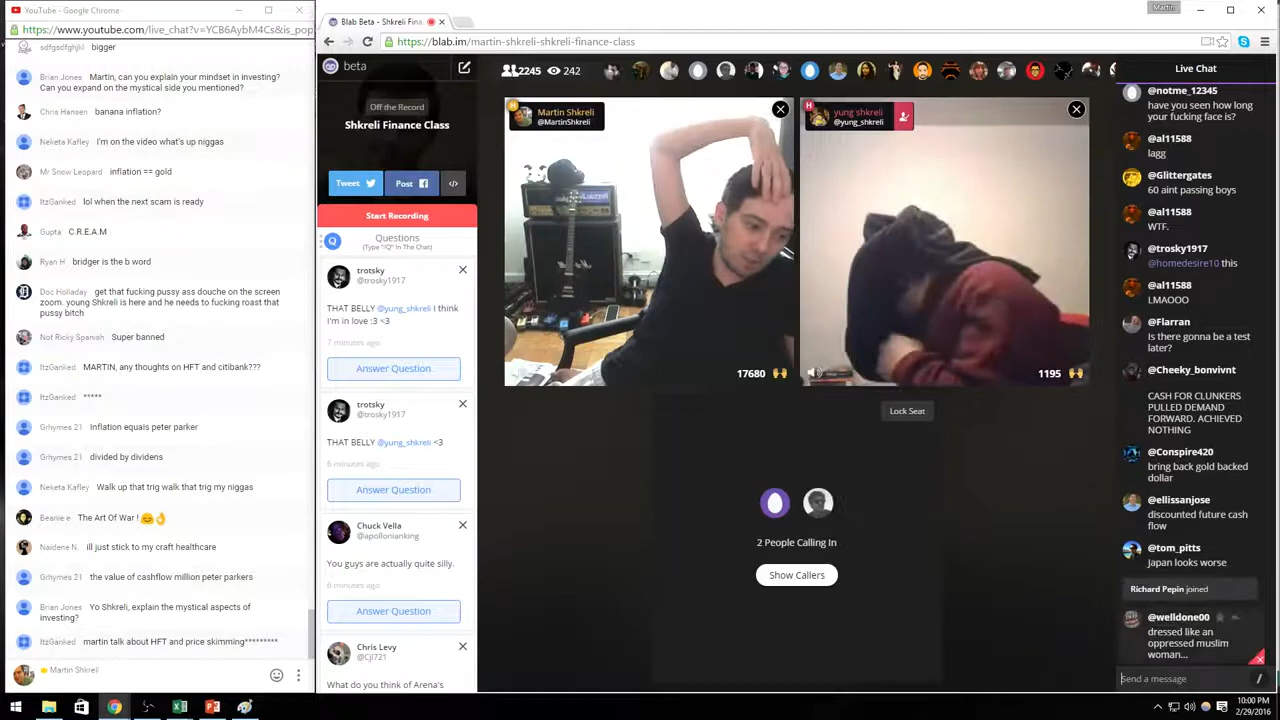 YouTube - Google Chrome
https://www.youtube.com/live_chat?v=YCB6AybM4Cs&is_pop
sdfgsdfghjkl bigger
Brian Jones Martin, can you explain your mindset in investing?
Can you expand on the mystical side you mentioned?
Chris Hansen banana inflation?
Neketa Kafley I'm on the video what's up niggas
Mr Snow Leopard inflation == gold
ItzGanked lol when the next scam is ready
Gupta C.R.E.A.M
Ryan H bridger is the b word
Doc Holladay get that fucking pussy ass douche on the screen
zoom. young Shkreli is here and he needs to fucking roast that
pussy bitch
Not Ricky Spanish Super banned
ItzGanked MARTIN, any thoughts on HFT and citibank???
ItzGanked *****
Grhymes 21 Inflation equals peter parker
Grhymes 21 divided by dividens
Neketa Kafley Walk up that trig walk that trig my niggas
Beanie e The Art Of War !
Naidene N. ill just stick to my craft healthcare
Grhymes 21 the value of cashflow million peter parkers
Brian Jones Yo Shkreli, explain the mystical aspects of
investing?
ItzGanked martin talk about HFT and price skimming*********
Martin Shkreli
Blab Beta - Shkreli Fina
Martin
https://blab.im/martin-shkreli-shkreli-finance-class
beta
2245 242
Off the Record
Shkreli Finance Class
Tweet Post </>
Start Recording
Q Questions
(Type "/Q" In The Chat)
trotsky
@trosky1917
THAT BELLY @yung_shkreli I think
I'm in love :3 <3
7 minutes ago
Answer Question
trotsky
@trosky1917
THAT BELLY @yung_shkreli <3
6 minutes ago
Answer Question
Chuck Vella
@apollonianking
You guys are actually quite silly.
6 minutes ago
Answer Question
Chris Levy
@Cjl721
What do you think of Arena's
H Martin Shkreli
@MartinShkreli
17680
H yung shkreli
@yung_shkreli
1195
Lock Seat
2 People Calling In
Show Callers
Live Chat
@notme_12345
have you seen how long
your fucking face is?
@al11588
lagg
@Glittergates
60 aint passing boys
@al11588
WTF.
@trosky1917
@homedesire10 this
@al11588
LMAOOO
@Flarran
Is there gonna be a test
later?
@Cheeky_bonvivnt
CASH FOR CLUNKERS
PULLED DEMAND
FORWARD. ACHIEVED
NOTHING
@Conspire420
bring back gold backed
dollar
@ellissanjose
discounted future cash
flow
@tom_pitts
Japan looks worse
Richard Pepin joined
@welldone00
dressed like an
oppressed muslim
woman...
Send a message /
10:00 PM
2/29/2016